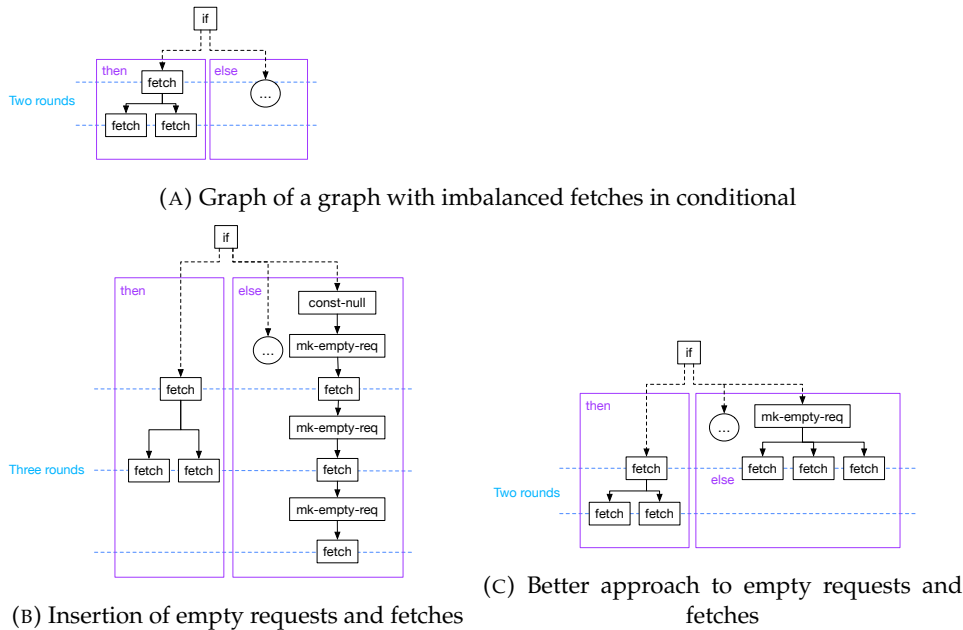 if
then
else
fetch
...
Two rounds
fetch
fetch
(A) Graph of a graph with imbalanced fetches in conditional
if
then
else
const-null
...
mk-empty-req
fetch
fetch
mk-empty-req
Three rounds
fetch
fetch
fetch
mk-empty-req
fetch
(B) Insertion of empty requests and fetches
if
then
mk-empty-req
...
fetch
fetch
fetch
fetch
else
Two rounds
fetch
fetch
(C) Better approach to empty requests and
fetches